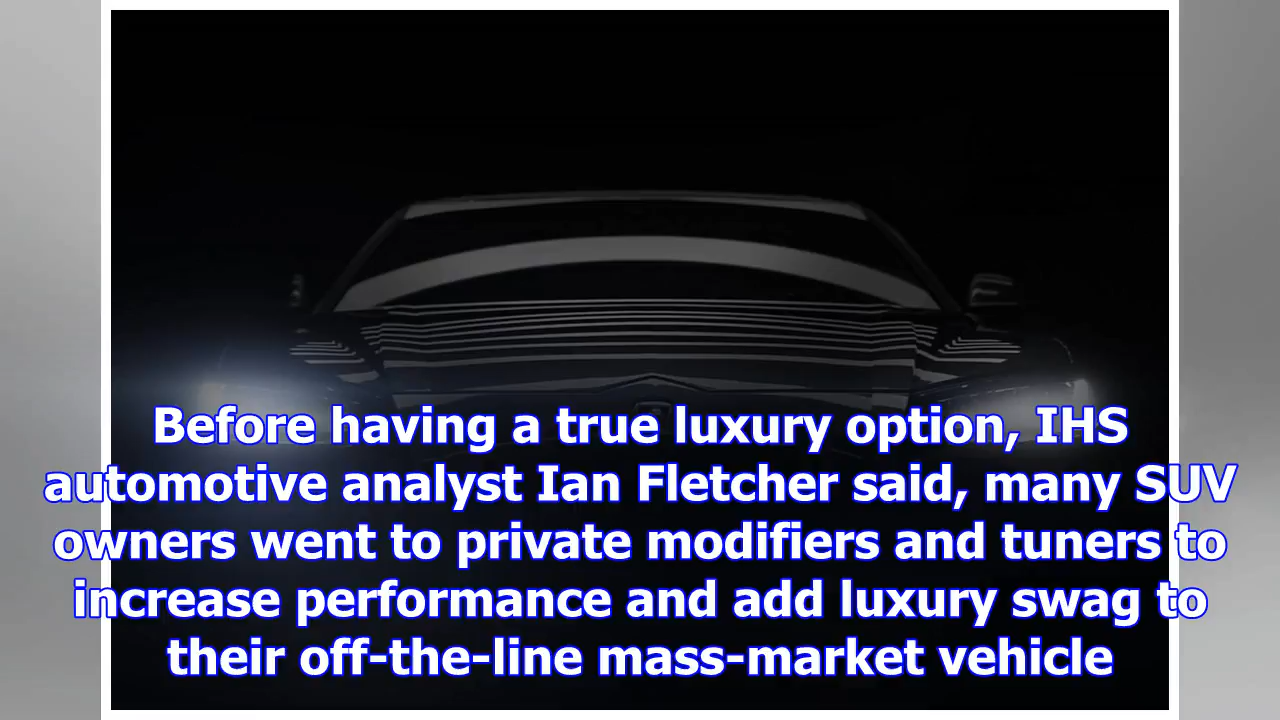 Before having a true luxury option, IHS
automotive analyst Ian Fletcher said, many SUV
owners went to private modifiers and tuners to
increase performance and add luxury swag to
their off-the-line mass-market vehicle